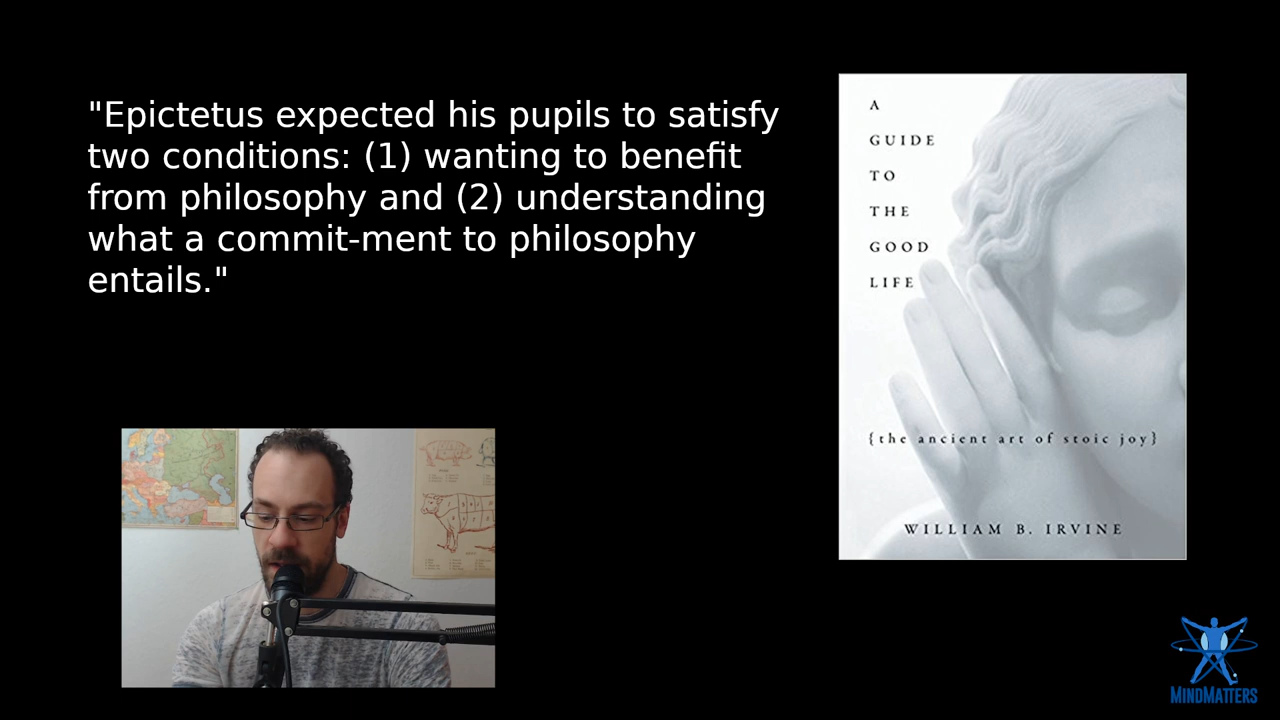 "Epictetus expected his pupils to satisfy
two conditions: (1) wanting to benefit
from philosophy and (2) understanding
what a commit-ment to philosophy
entails."
A
GUIDE
TO
THE
GOOD
LIFE
{the ancient art of stoic joy}
WILLIAM B. IRVINE
MINDMATTERS